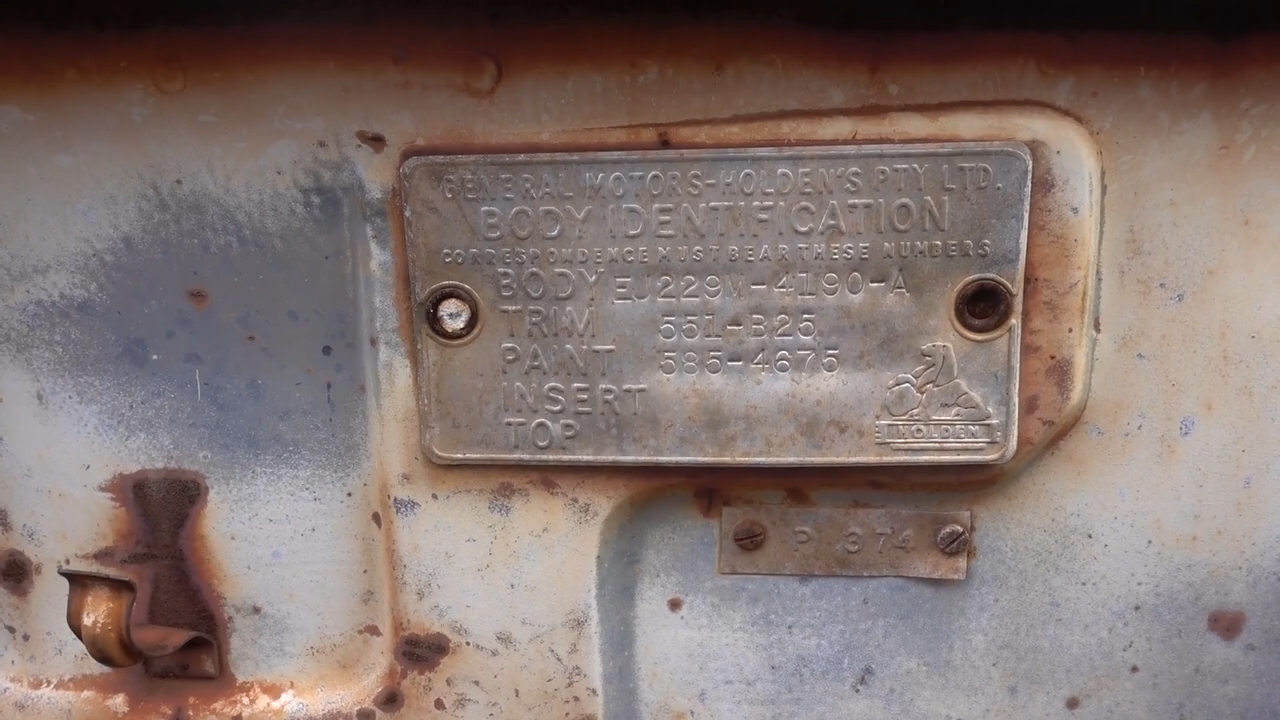 GENERAL MOTORS-HOLDEN'S PTY LTD.
BODY IDENTIFICATION
CORRESPONDENCE MUST BEAR THESE NUMBERS
BODY EJ229M-4190-A
TRIM 551-B25
PAINT 585-4675
INSERT
TOP
HOLDEN
P 374